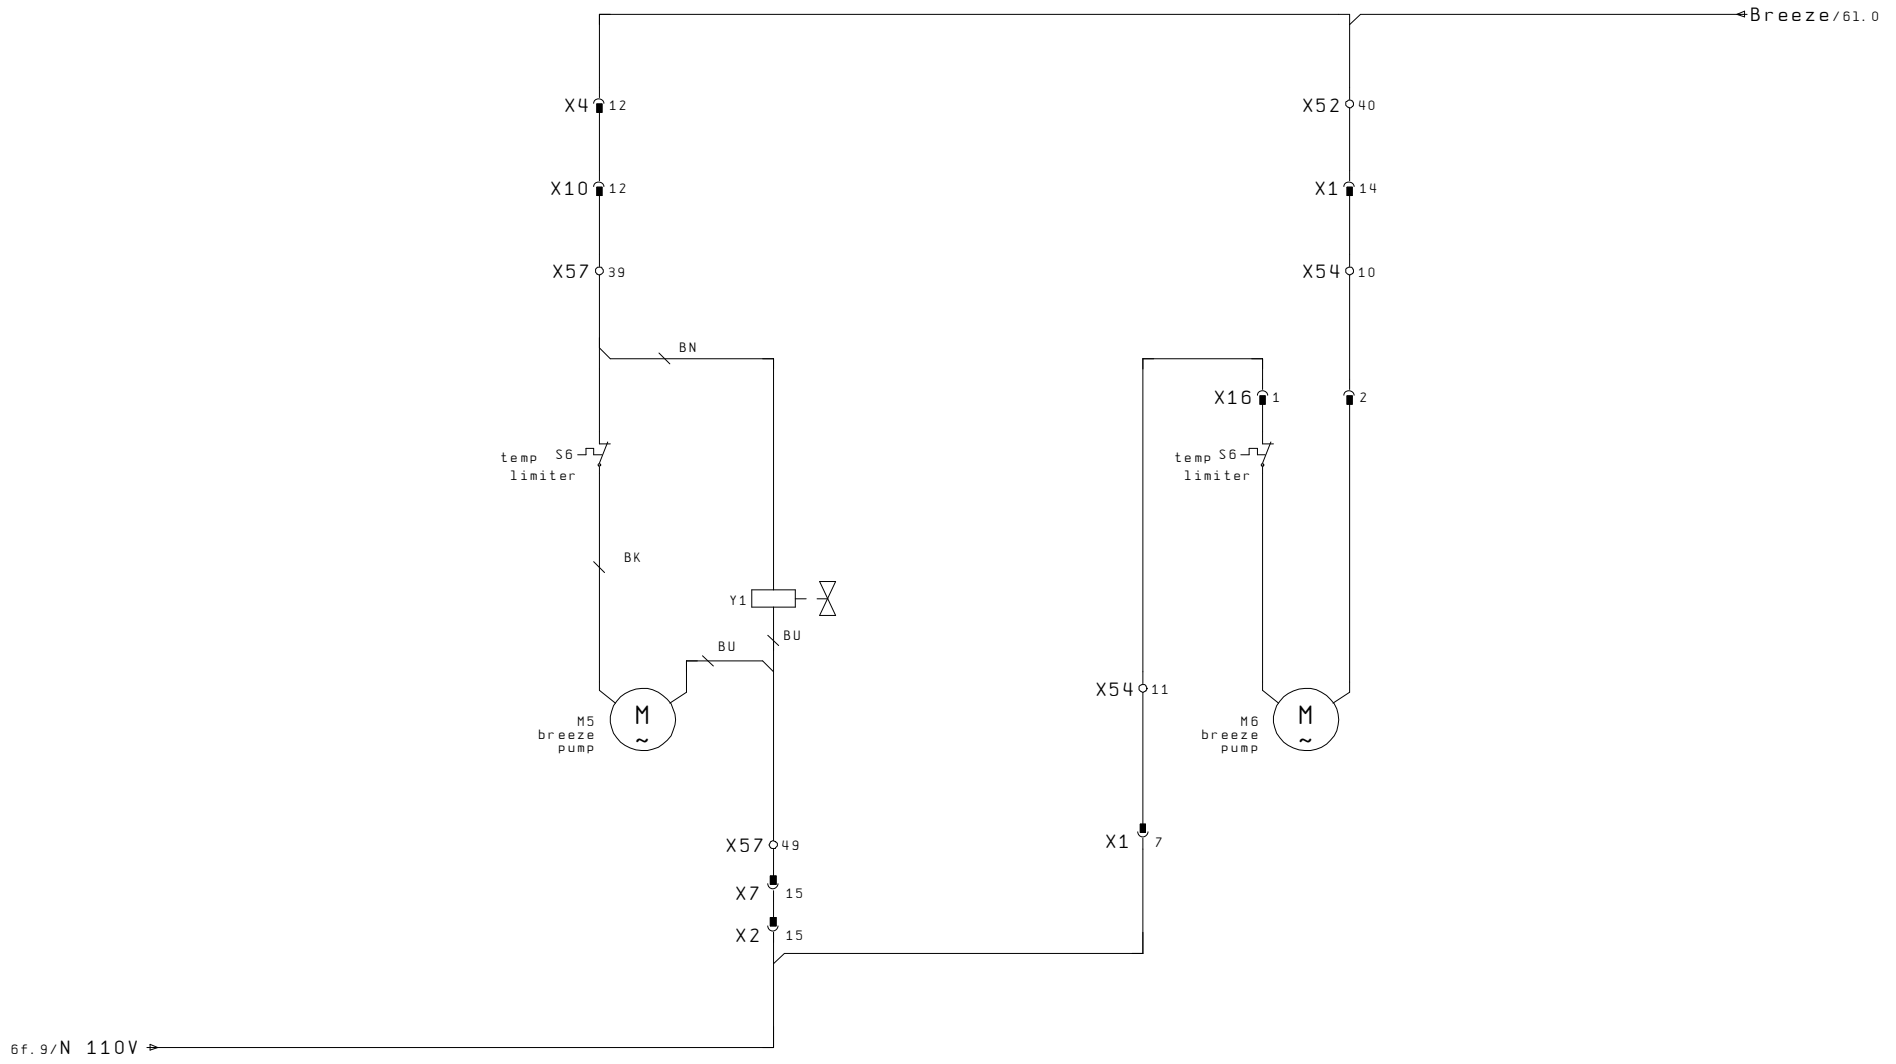 Breeze/6l.0
X4 12
X52 40
X10 12
X1 14
X57 39
X54 10
BN
X16 1
2
temp S6
limiter
temp S6
limiter
BK
Y1
BU
BU
X54 11
M5
breeze
pump
M
~
M6
breeze
pump
M
~
X57 49
X1 7
X7 15
X2 15
6f.9/N 110V